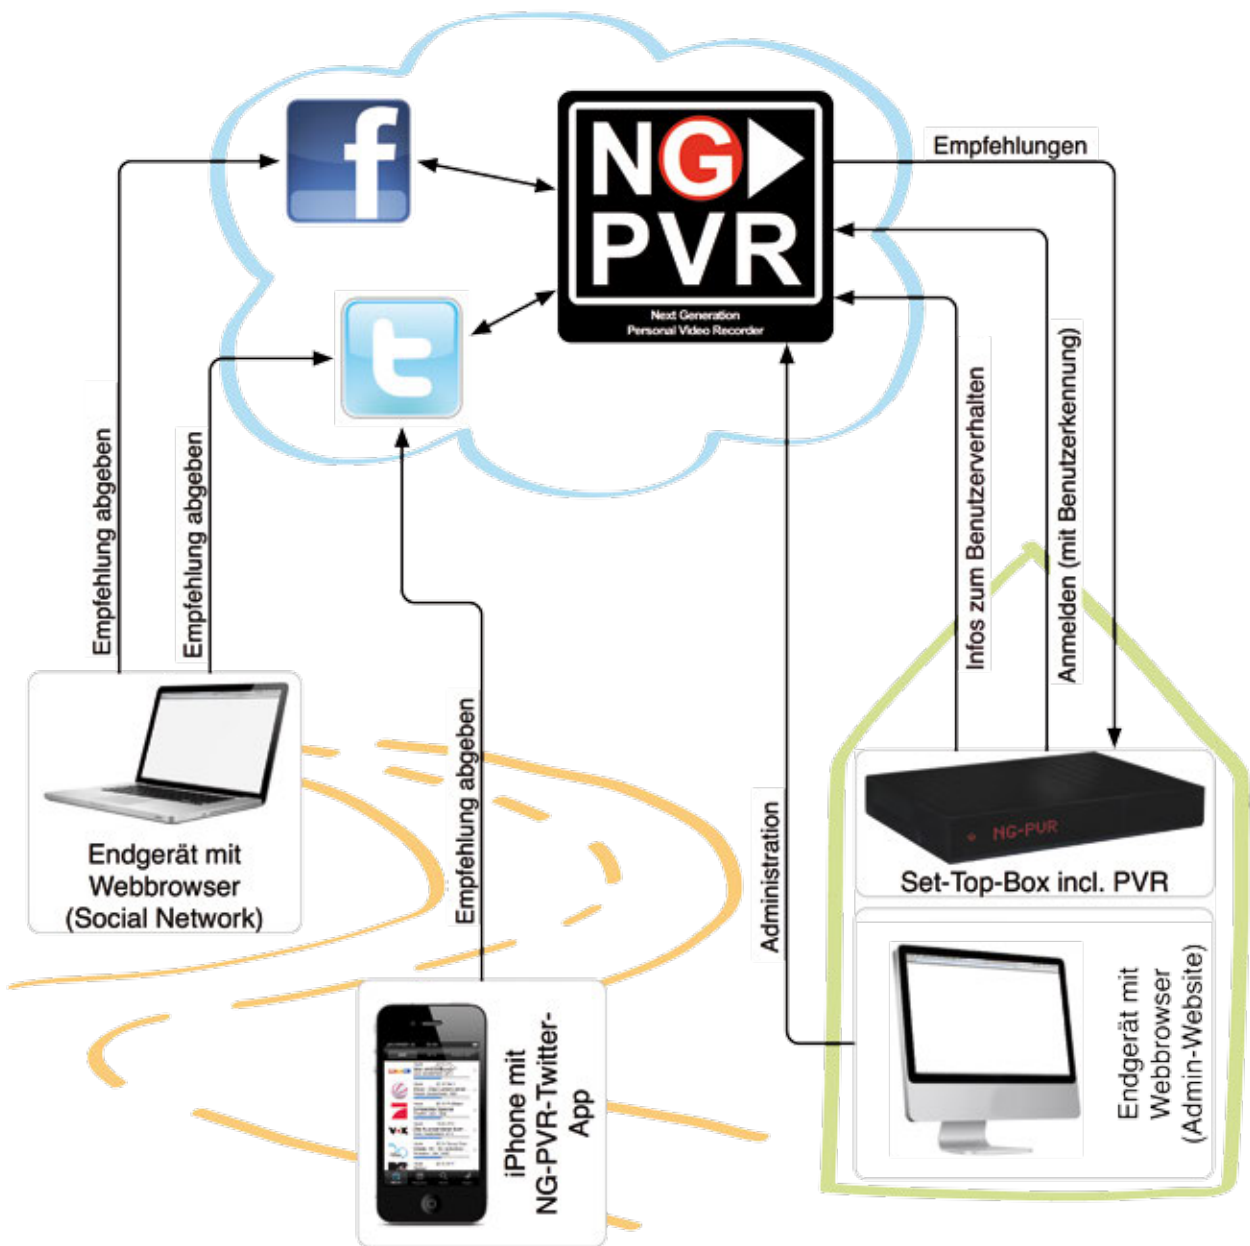 f
NG
PVR
Next Generation
Personal Video Recorder
t
Empfehlungen
Empfehlung abgeben
Empfehlung abgeben
Empfehlung abgeben
Administration
Infos zum Benutzerverhalten
Anmelden (mit Benutzerkennung)
Endgerät mit
Webbrowser
(Social Network)
iPhone mit
NG-PVR-Twitter-
App
VOX
NG-PVR
Set-Top-Box incl. PVR
Endgerät mit
Webbrowser
(Admin-Website)